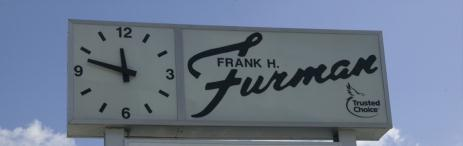 12
3
6
9
FRANK H.
Furman
Trusted
Choice®